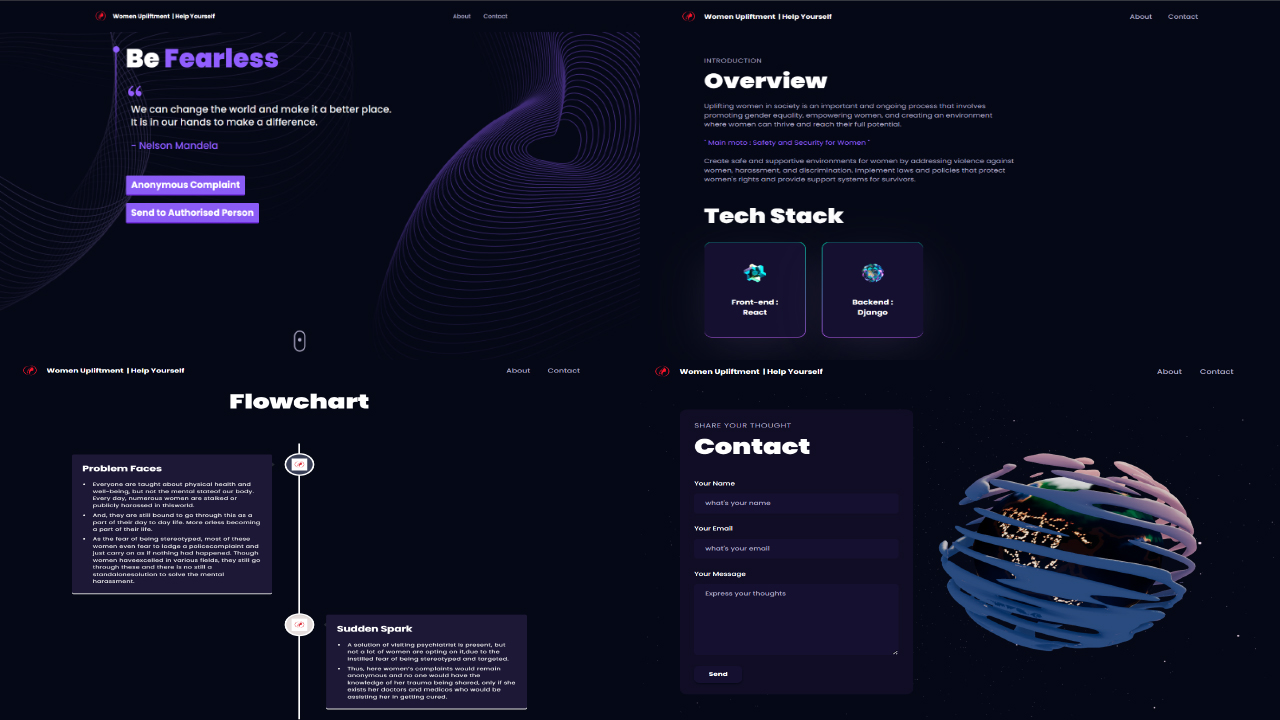 Women Upliftment | Help Yourself
About Contact
Be Fearless
“
We can change the world and make it a better place.
It is in our hands to make a difference.
- Nelson Mandela
Anonymous Complaint
Send to Authorised Person
Women Upliftment | Help Yourself
About Contact
INTRODUCTION
Overview
Uplifting women in society is an important and ongoing process that involves
promoting gender equality, empowering women, and creating an environment
where women can thrive and reach their full potential.
" Main moto : Safety and Security for Women "
Create safe and supportive environments for women by addressing violence against
women, harassment, and discrimination. Implement laws and policies that protect
women's rights and provide support systems for survivors.
Tech Stack
Front-end :
React
Backend :
Django
Women Upliftment | Help Yourself
About Contact
Flowchart
Problem Faces
• Everyone are taught about physical health and
well-being, but not the mental stateof our body.
Every day, numerous women are stalked or
publicly harassed in thisworld.
• And, they are still bound to go through this as a
part of their day to day life. More orless becoming
a part of their life.
• As the fear of being stereotyped, most of these
women even fear to lodge a policecomplaint and
just carry on as if nothing had happened. Though
women haveexcelled in various fields, they still go
through these and there is no still a
standalonesolution to solve the mental
harassment.
Sudden Spark
• A solution of visiting psychiatrist is present, but
not a lot of women are opting on it,due to the
instilled fear of being stereotyped and targeted.
• Thus, here women's complaints would remain
anonymous and no one would have the
knowledge of her trauma being shared, only if she
exists her doctors and medicos who would be
assisting her in getting cured.
Women Upliftment | Help Yourself
About Contact
SHARE YOUR THOUGHT
Contact
Your Name
what's your name
Your Email
what's your email
Your Message
Express your thoughts
Send